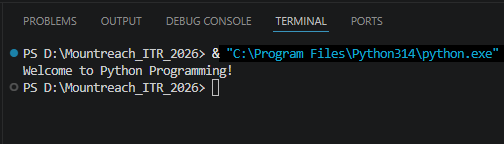 PROBLEMS OUTPUT DEBUG CONSOLE TERMINAL PORTS
PS D:\Mountreach_ITR_2026> & "C:\Program Files\Python314\python.exe"
Welcome to Python Programming!
PS D:\Mountreach_ITR_2026>